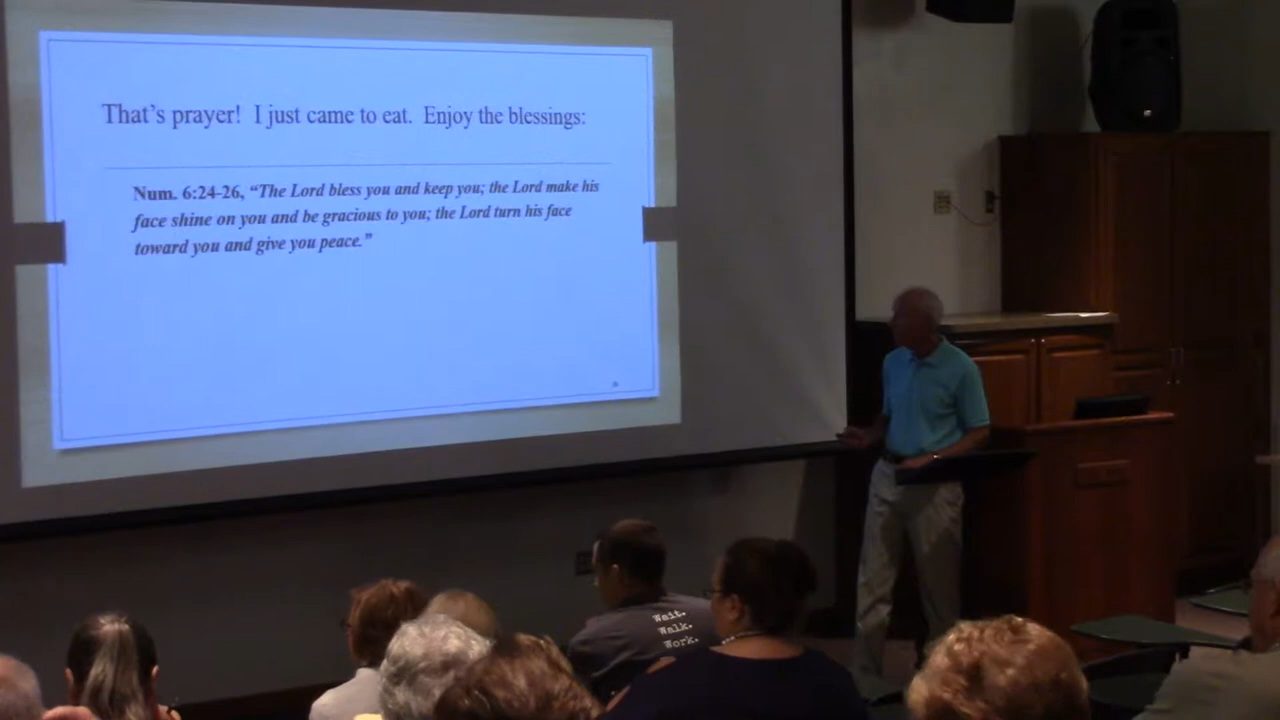 That's prayer!  I just came to eat.  Enjoy the blessings:
Num. 6:24-26, “The Lord bless you and keep you; the Lord make his
face shine on you and be gracious to you; the Lord turn his face
toward you and give you peace.”
Wait.
Walk.
Work.